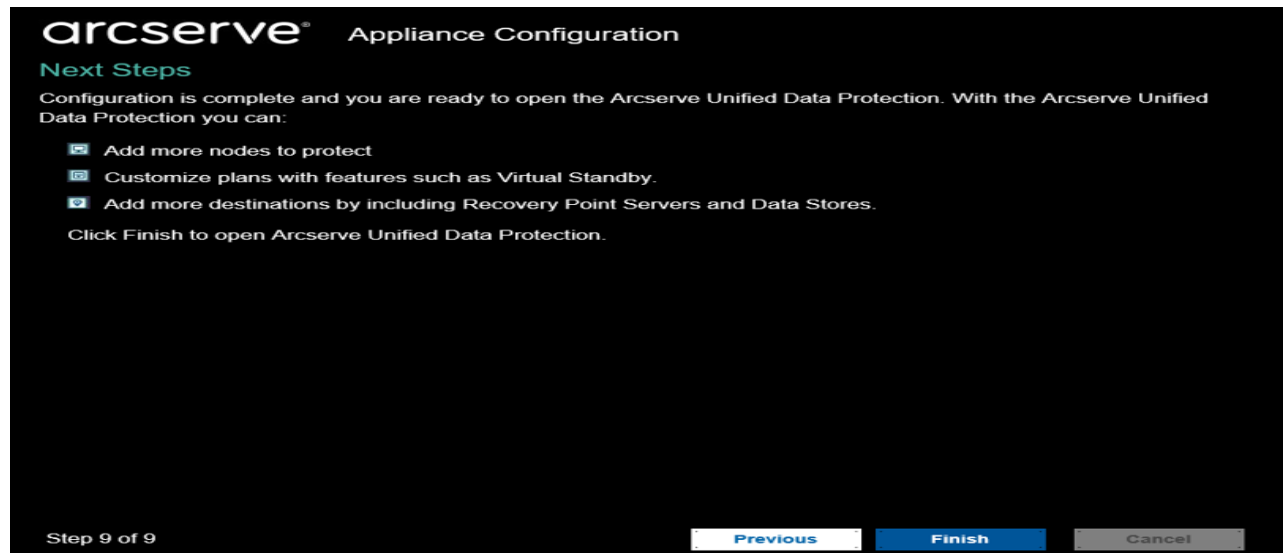 arcserve® Appliance Configuration
Next Steps
Configuration is complete and you are ready to open the Arcserve Unified Data Protection. With the Arcserve Unified
Data Protection you can:
Add more nodes to protect
Customize plans with features such as Virtual Standby.
Add more destinations by including Recovery Point Servers and Data Stores.
Click Finish to open Arcserve Unified Data Protection.
Step 9 of 9 Previous Finish Cancel